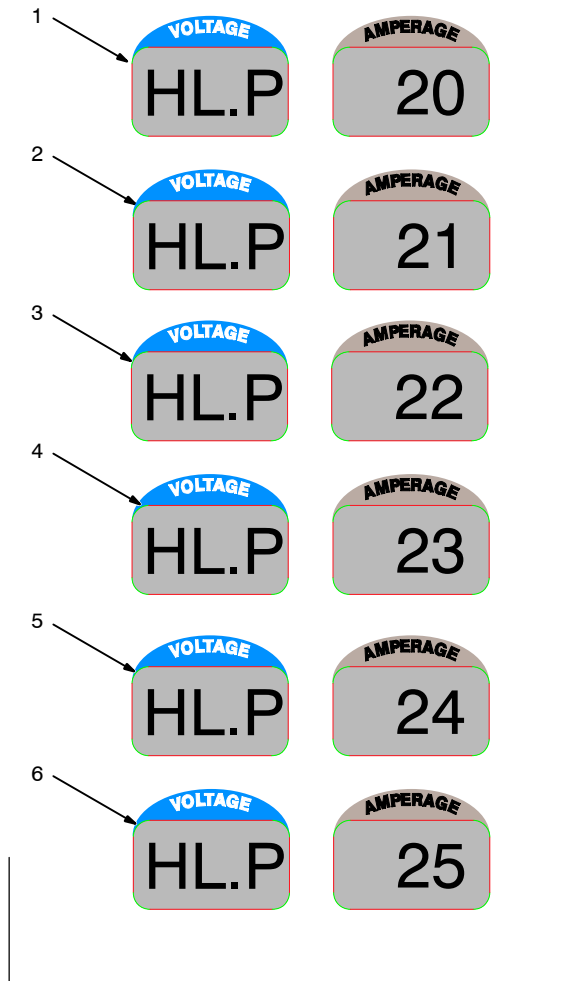 1 VOLTAGE AMPERAGE
HL.P 20
2 VOLTAGE AMPERAGE
HL.P 21
3 VOLTAGE AMPERAGE
HL.P 22
4 VOLTAGE AMPERAGE
HL.P 23
5 VOLTAGE AMPERAGE
HL.P 24
6 VOLTAGE AMPERAGE
HL.P 25